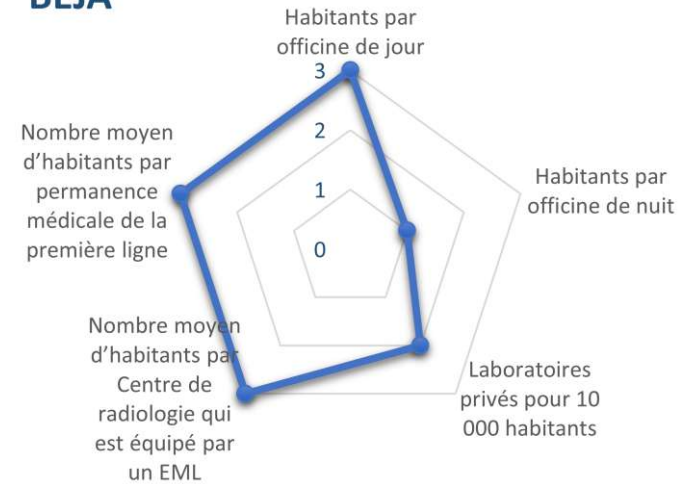 BEJA
Habitants par
officine de jour
3
2
1
0
Habitants par
officine de nuit
Laboratoires
privés pour 10
000 habitants
Nombre moyen
d’habitants par
Centre de
radiologie qui
est équipé par
un EML
Nombre moyen
d’habitants par
permanence
médicale de la
première ligne